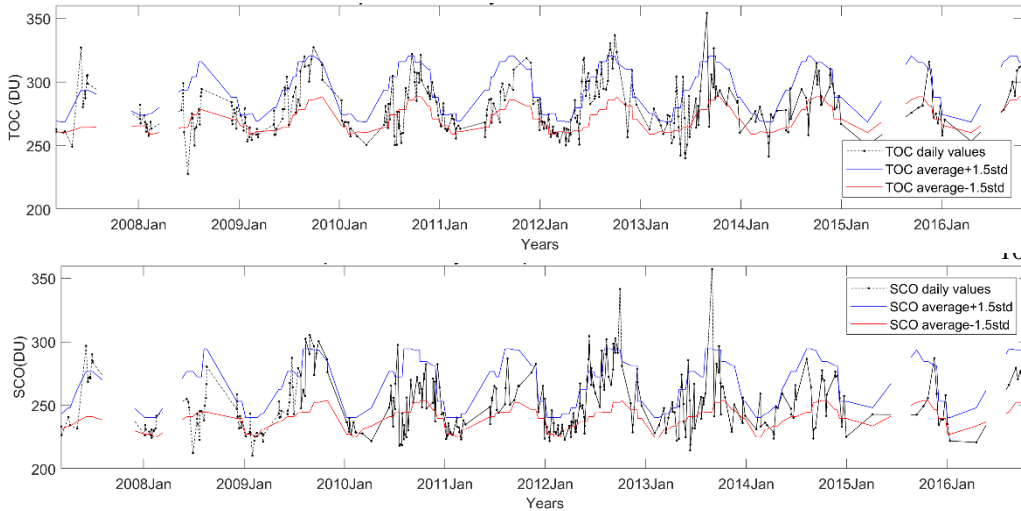 350
300
250
200
TOC (DU)
TOC daily values
TOC average+1.5std
TOC average-1.5std
2008Jan 2009Jan 2010Jan 2011Jan 2012Jan 2013Jan 2014Jan 2015Jan 2016Jan
Years
350
300
250
200
SCO(DU)
SCO daily values
SCO average+1.5std
SCO average-1.5std
2008Jan 2009Jan 2010Jan 2011Jan 2012Jan 2013Jan 2014Jan 2015Jan 2016Jan
Years